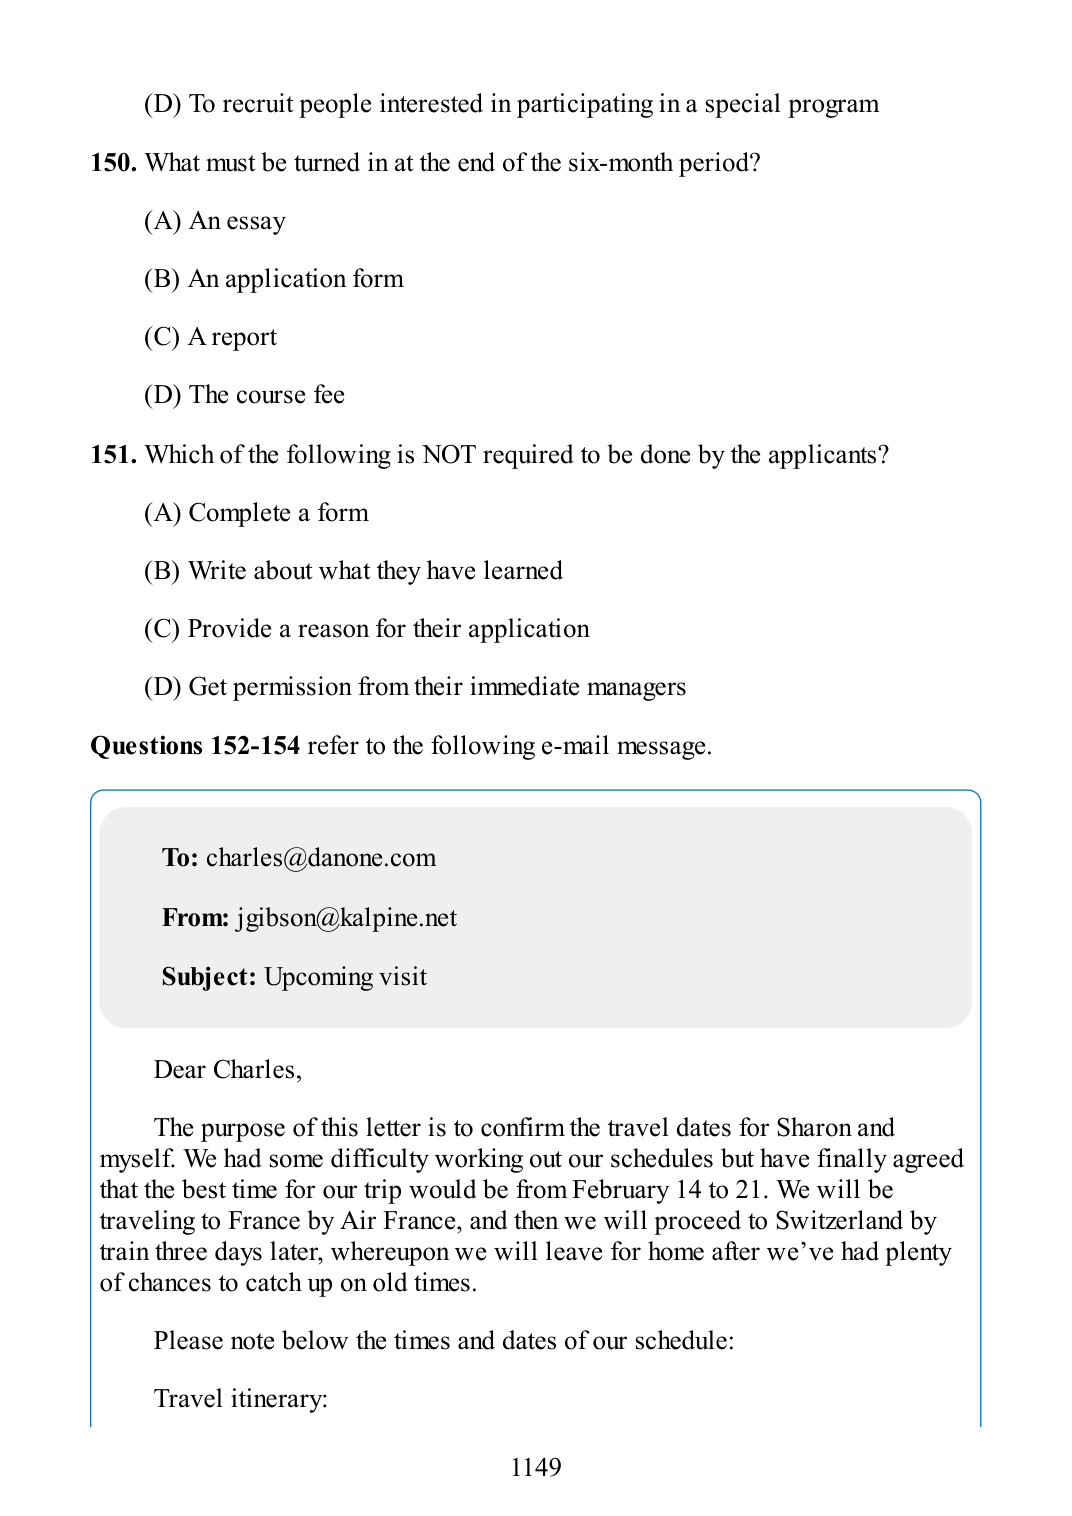 (D) To recruit people interested in participating in a special program
150. What must be turned in at the end of the six-month period?
(A) An essay
(B) An application form
(C) A report
(D) The course fee
151. Which of the following is NOT required to be done by the applicants?
(A) Complete a form
(B) Write about what they have learned
(C) Provide a reason for their application
(D) Get permission from their immediate managers
Questions 152-154 refer to the following e-mail message.
To: charles@danone.com
From: jgibson@kalpine.net
Subject: Upcoming visit
Dear Charles,
The purpose of this letter is to confirm the travel dates for Sharon and
myself. We had some difficulty working out our schedules but have finally agreed
that the best time for our trip would be from February 14 to 21. We will be
traveling to France by Air France, and then we will proceed to Switzerland by
train three days later, whereupon we will leave for home after we’ve had plenty
of chances to catch up on old times.
Please note below the times and dates of our schedule:
Travel itinerary:
1149